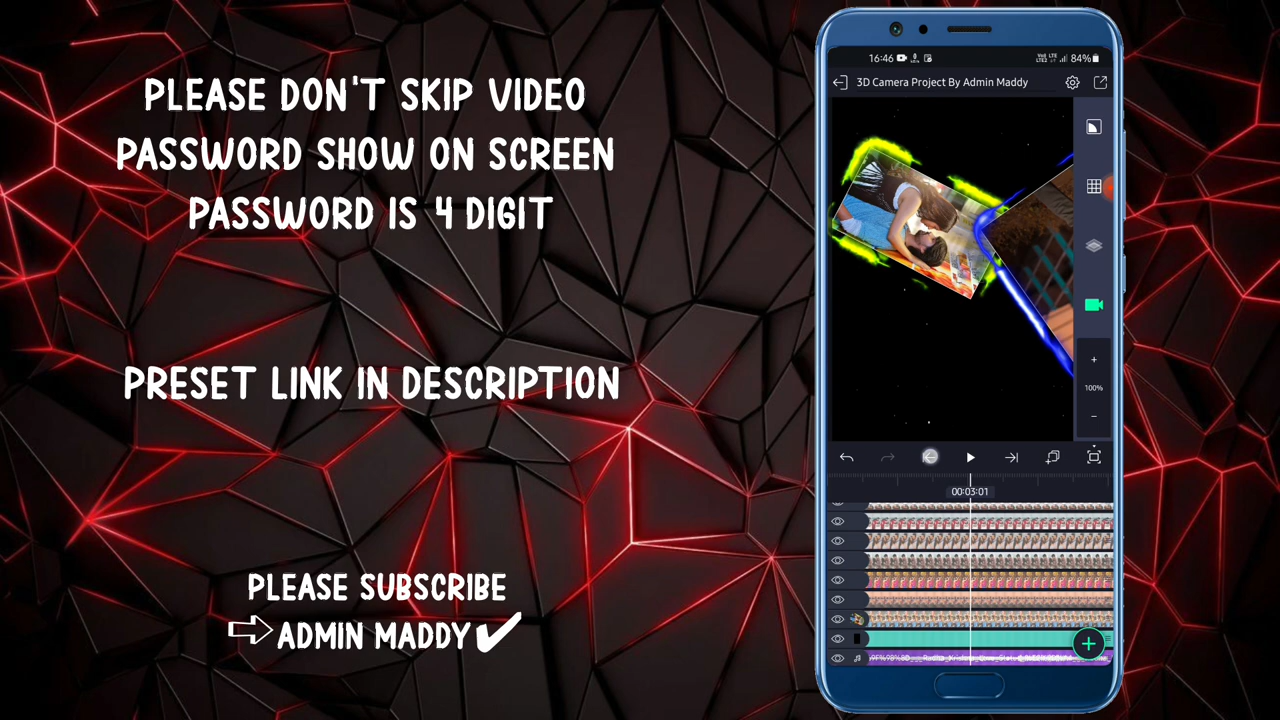 PLEASE DON'T SKIP VIDEO
PASSWORD SHOW ON SCREEN
PASSWORD IS 4 DIGIT
PRESET LINK IN DESCRIPTION
PLEASE SUBSCRIBE
ADMIN MADDY
16:46
84%
3D Camera Project By Admin Maddy
100%
00:03:01